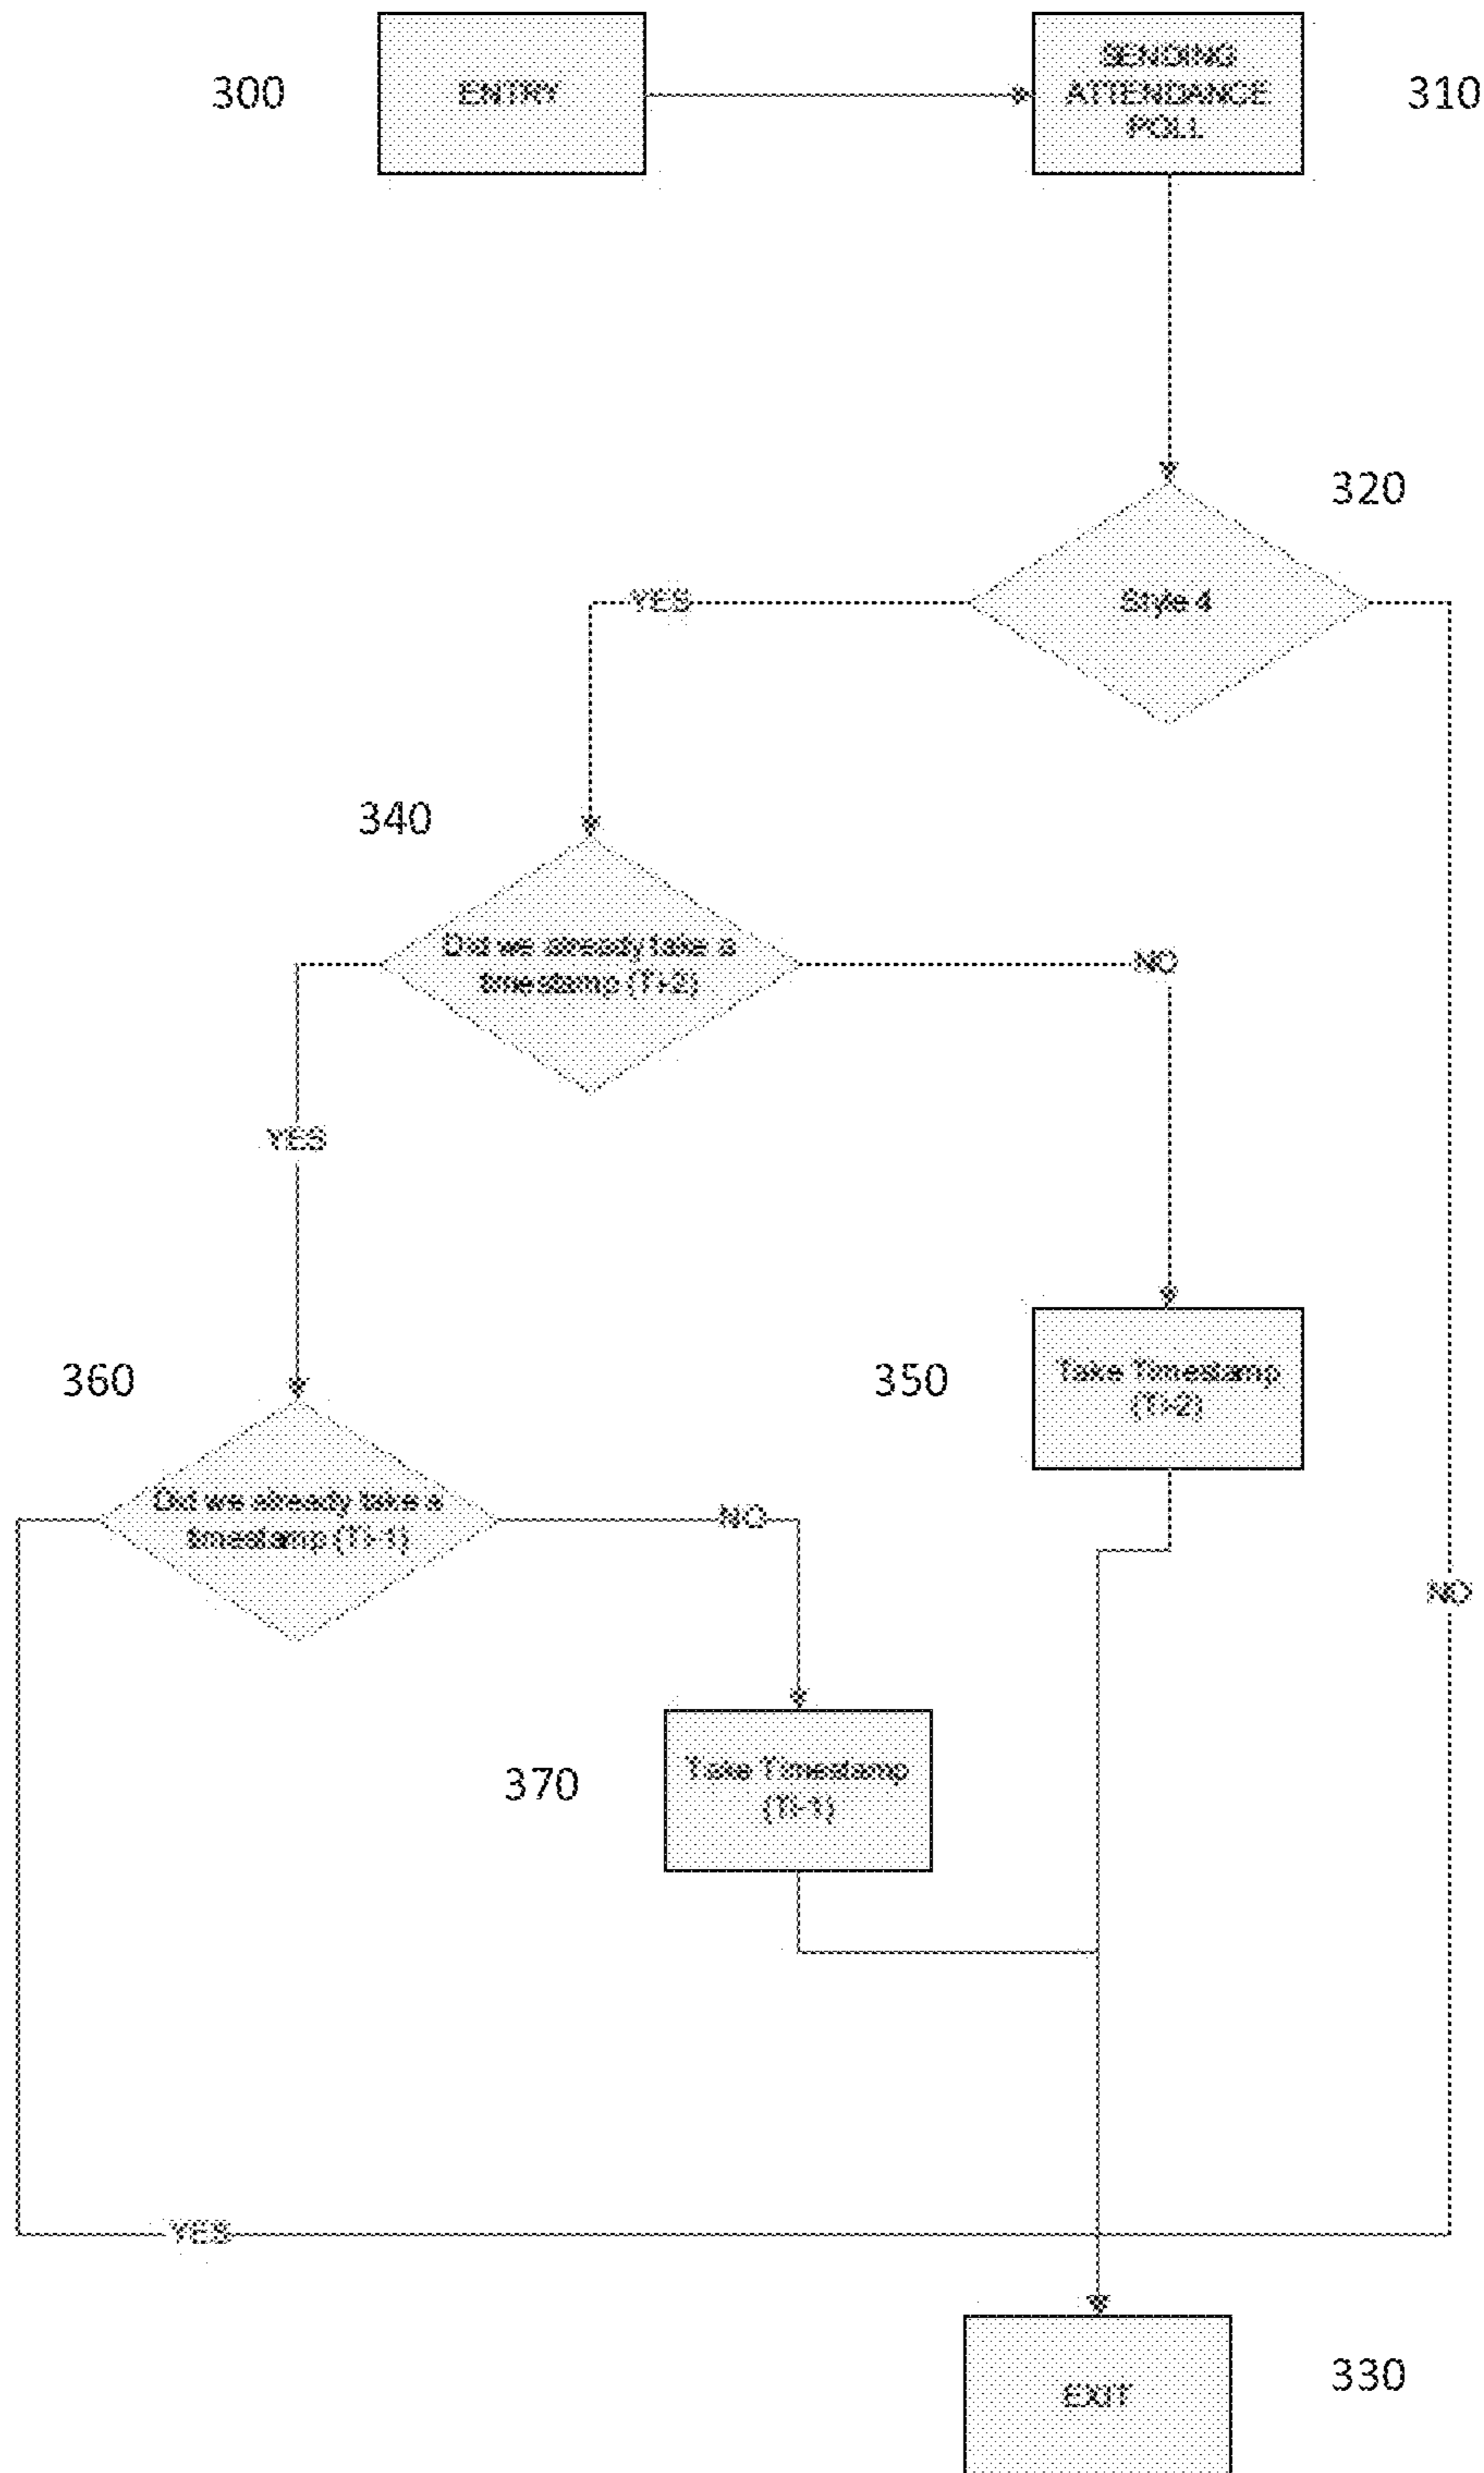 300
ENTRY
SENDING
ATTENDANCE
POLL
310
320
Style 4
YES
340
Did we already take a
timestamp (Ti-2)
NO
YES
360
350
Take Timestamp
(Ti-2)
Did we already take a
timestamp (Ti-1)
NO
NO
370
Take Timestamp
(Ti-1)
YES
EXIT
330